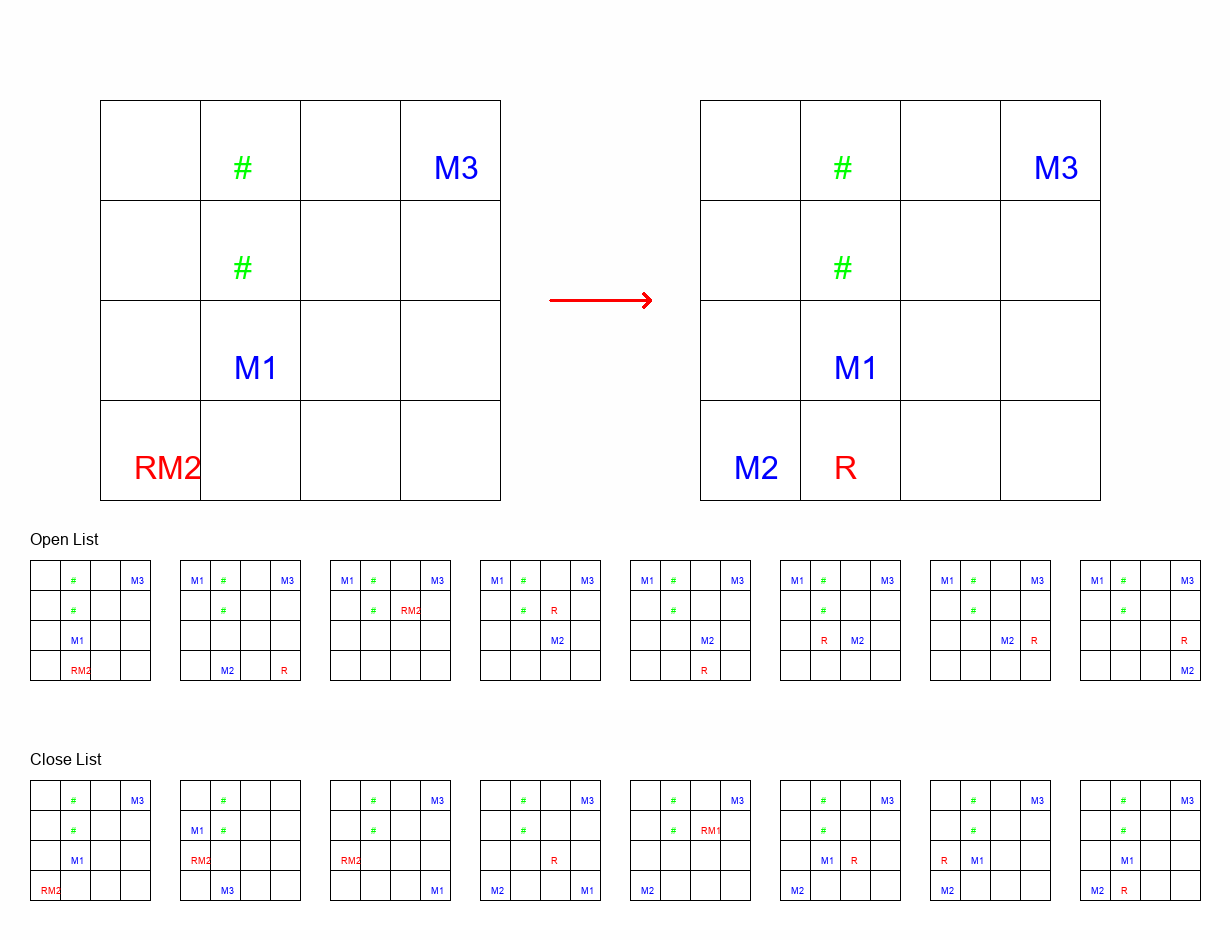 # M3 # M3
# #
M1 M1
RM2 M2 R
Open List
# M3 M1 # M3 M1 # M3 M1 # M3 M1 # M3 M1 # M3 M1 # M3 M1 # M3
# # # RM2 # R # # # #
M1 M2 M2 R M2 M2 R R
RM2 M2 R R M2
Close List
# M3 # # M3 # M3 # M3 # M3 # M3 # M3
# M1 # # # # RM1 # # #
M1 RM2 RM2 R M1 R R M1 M1
RM2 M3 M1 M2 M1 M2 M2 M2 M2 R